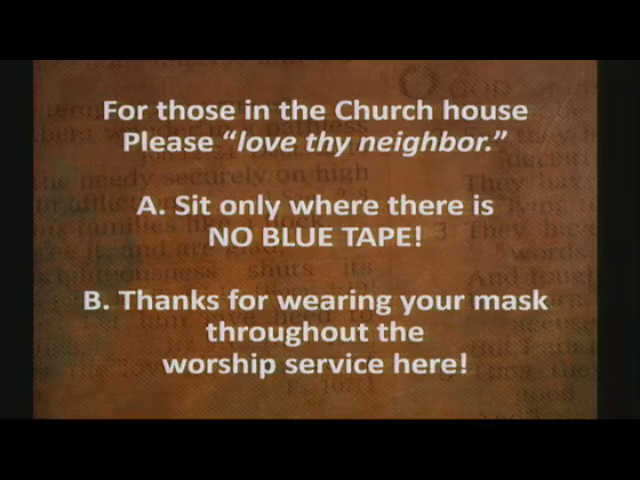 For those in the Church house
Please “love thy neighbor.”
A. Sit only where there is
NO BLUE TAPE!
B. Thanks for wearing your mask
throughout the
worship service here!